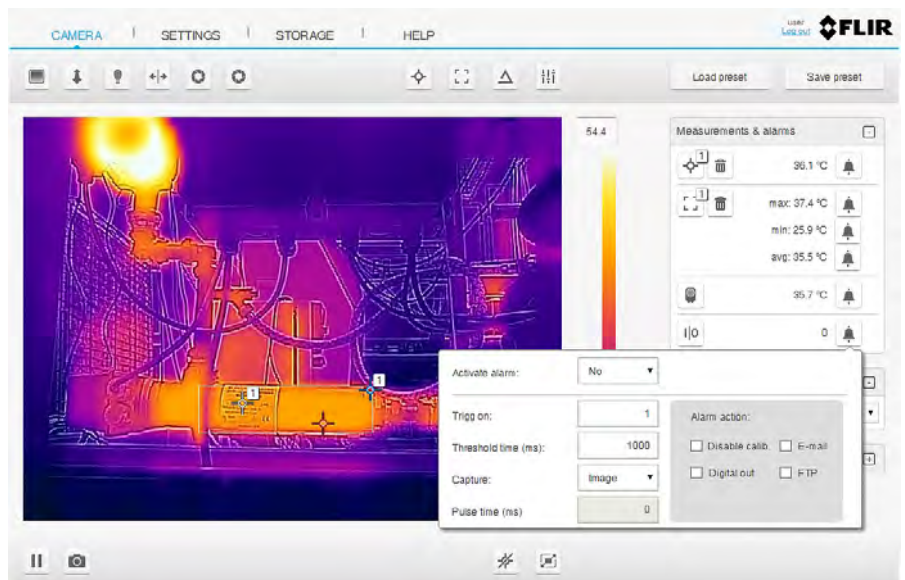 CAMERA SETTINGS STORAGE HELP
user
Log out
FLIR
Load preset Save preset
54.4
Measurements & alarms
1 36.1 °C
1 max: 37.4 °C
min: 25.9 °C
avg: 35.5 °C
35.7 °C
I|O 0
1
1
Activate alarm: No
Trigg on: 1
Alarm action:
Threshold time (ms): 1000
Disable calib. E-mail
Capture: Image
Digital out FTP
Pulse time (ms) 0